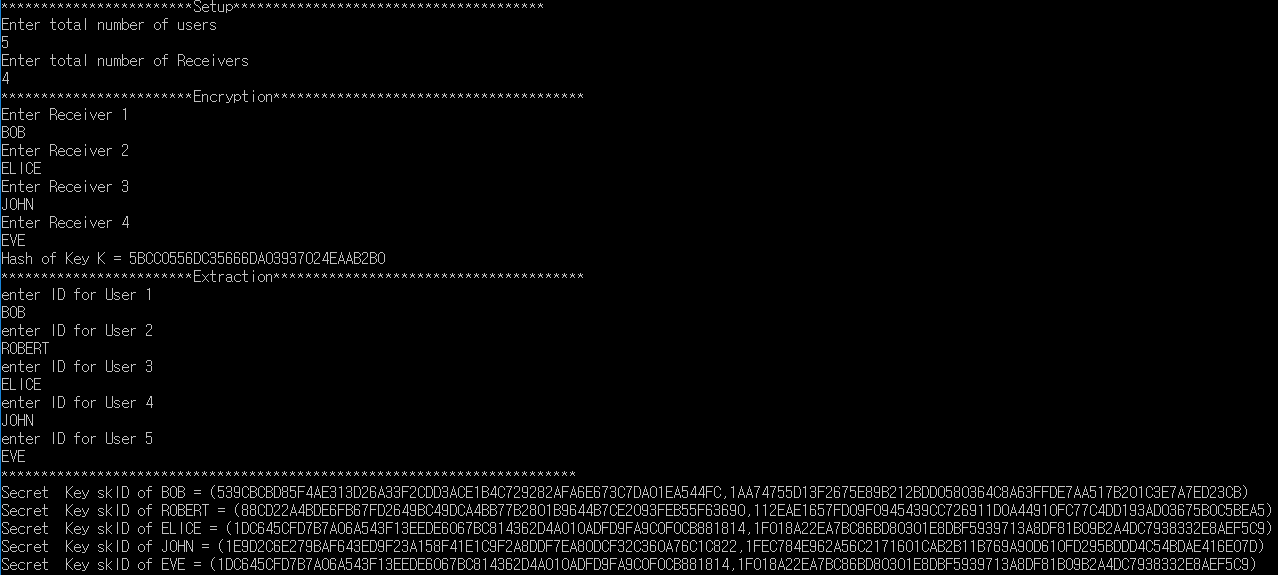 ************************Setup***************************************
Enter total number of users
5
Enter total number of Receivers
4
************************Encryption***************************************
Enter Receiver 1
BOB
Enter Receiver 2
ELICE
Enter Receiver 3
JOHN
Enter Receiver 4
EVE
Hash of Key K = 5BCC0556DC35666DA03937024EAAB2B0
************************Extraction***************************************
enter ID for User 1
BOB
enter ID for User 2
ROBERT
enter ID for User 3
ELICE
enter ID for User 4
JOHN
enter ID for User 5
EVE
************************************************************************
Secret  Key skID of BOB = (539CBCBD85F4AE313D26A33F2CDD3ACE1B4C729282AFA6E673C7DA01EA544FC,1AA74755D13F2675E89B212BDD0580364C8A63FFDE7AA517B201C3E7A7ED23CB)
Secret  Key skID of ROBERT = (88CD22A4BDE6FB67FD2649BC49DCA4BB77B2801B9644B7CE2093FEB55F63690,112EAE1657FD09F0945439CC726911D0A44910FC77C4DD193AD03675B0C5BEA5)
Secret  Key skID of ELICE = (1DC645CFD7B7A06A543F13EEDE6067BC814362D4A010ADFD9FA9C0F0CB881814,1F018A22EA7BC86BD80301E8DBF5939713A8DF81B09B2A4DC7938332E8AEF5C9)
Secret  Key skID of JOHN = (1E9D2C6E279BAF643ED9F23A158F41E1C9F2A8DDF7EA80DCF32C360A76C1C822,1FEC784E962A56C2171601CAB2B11B769A90D610FD295BDDD4C54BDAE416E07D)
Secret  Key skID of EVE = (1DC645CFD7B7A06A543F13EEDE6067BC814362D4A010ADFD9FA9C0F0CB881814,1F018A22EA7BC86BD80301E8DBF5939713A8DF81B09B2A4DC7938332E8AEF5C9)